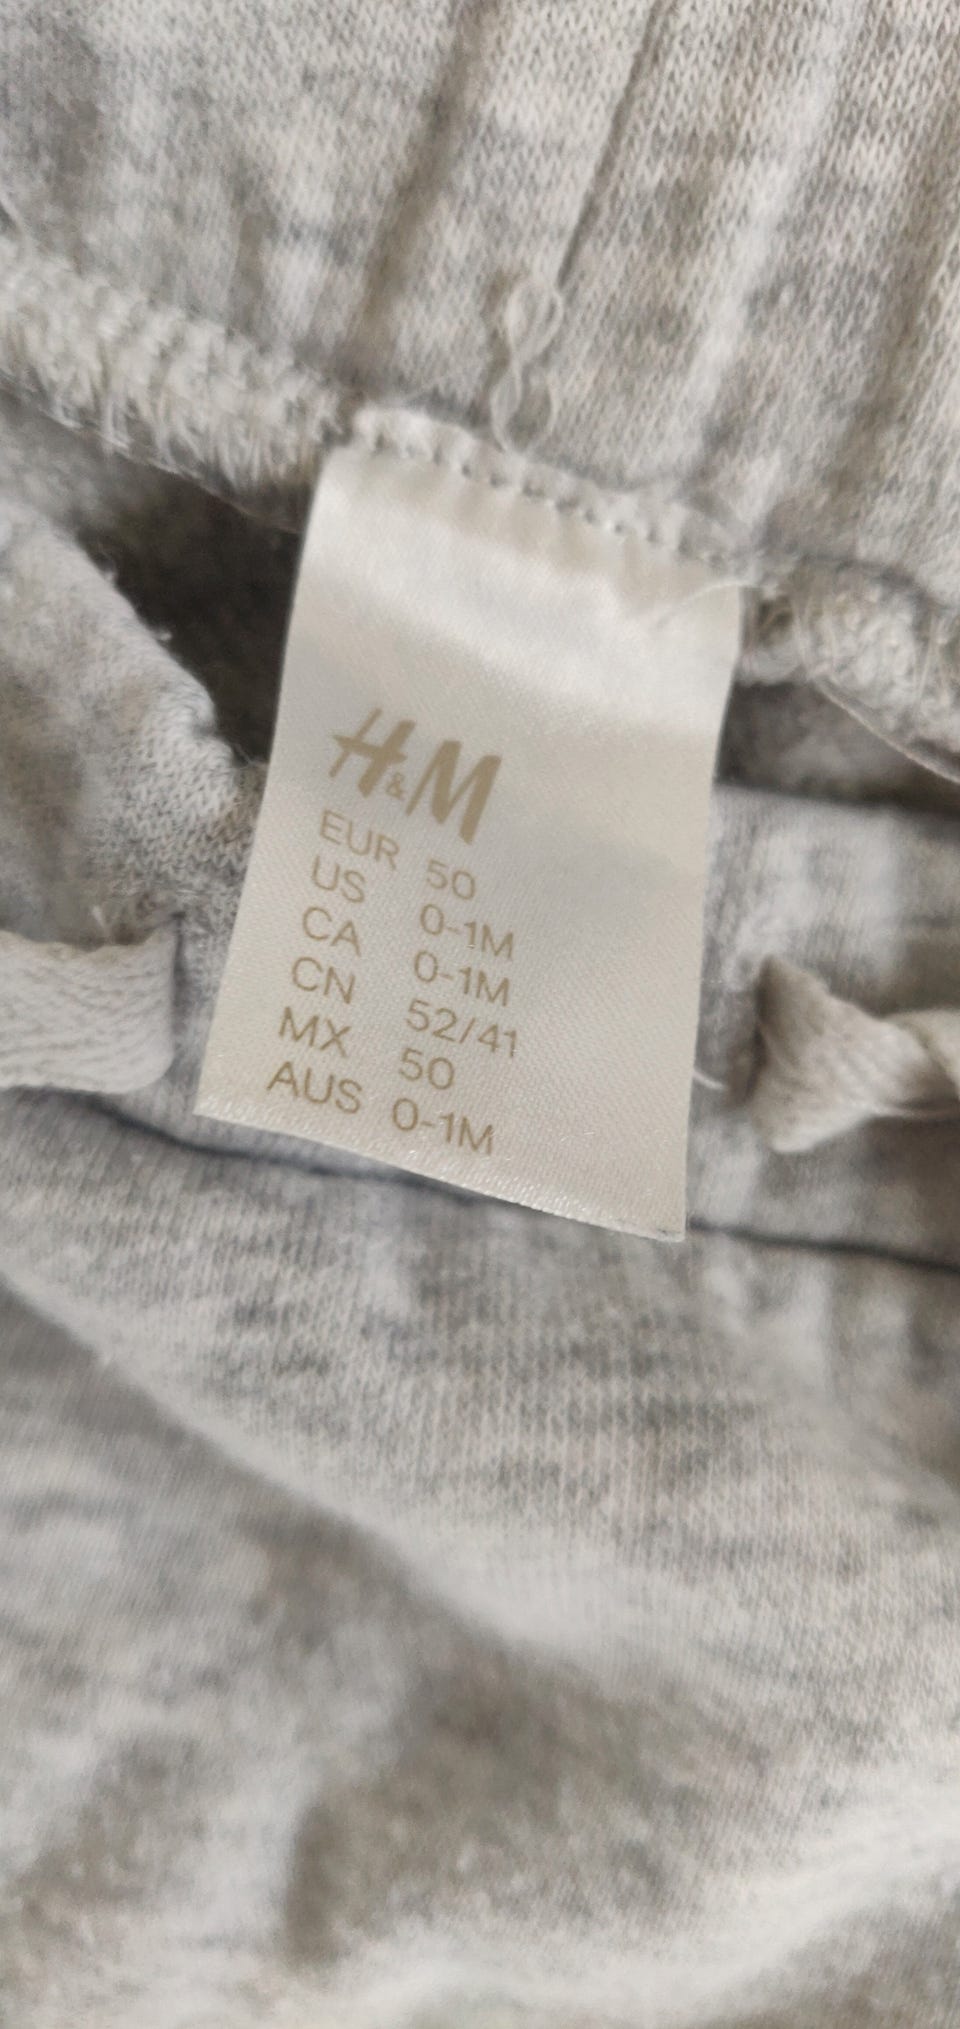 H&M
EUR 50
US 0-1M
CA 0-1M
CN 52/41
MX 50
AUS 0-1M